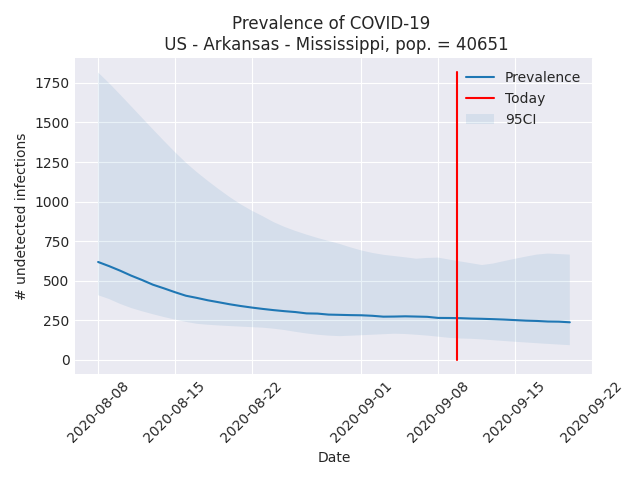 Prevalence of COVID-19
US - Arkansas - Mississippi, pop. = 40651
Prevalence
Today
95CI
# undetected infections
1750
1500
1250
1000
750
500
250
0
2020-08-08
2020-08-15
2020-08-22
2020-09-01
2020-09-08
2020-09-15
2020-09-22
Date